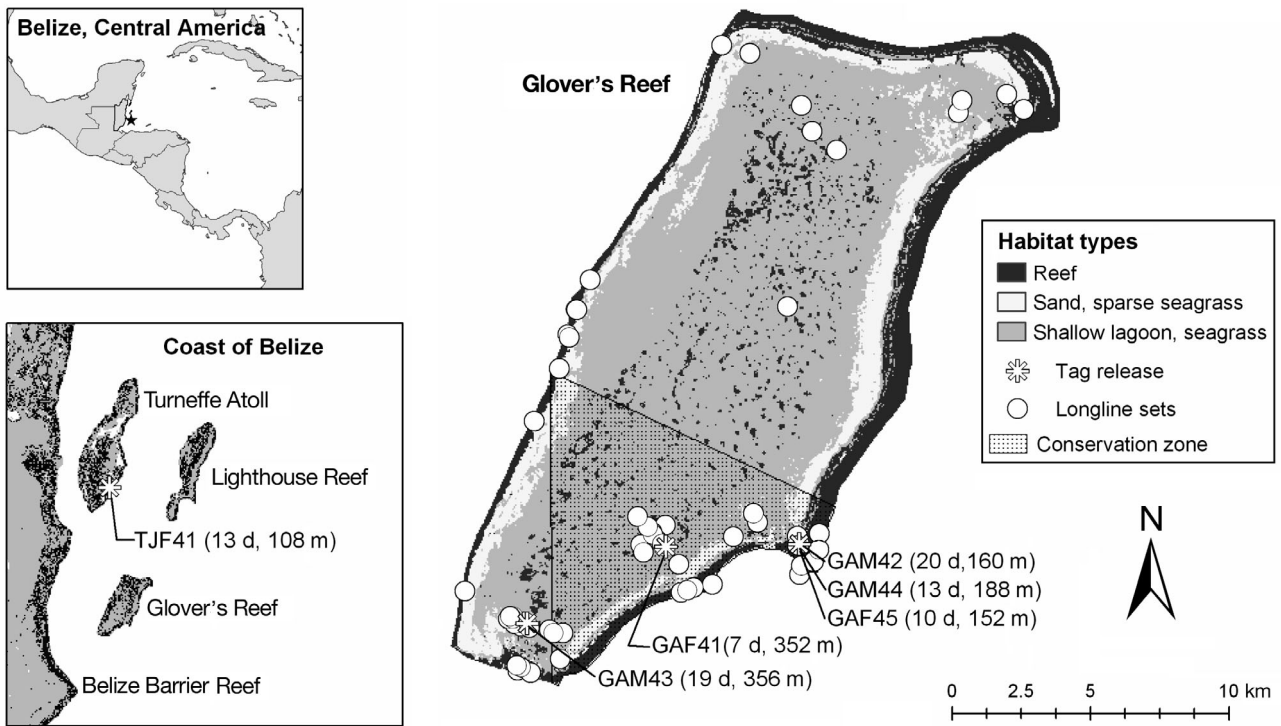 Belize, Central America
Glover's Reef
Habitat types
Reef
Sand, sparse seagrass
Shallow lagoon, seagrass
Tag release
Longline sets
Conservation zone
Coast of Belize
Turneffe Atoll
Lighthouse Reef
TJF41 (13 d, 108 m)
Glover's Reef
Belize Barrier Reef
GAM42 (20 d,160 m)
GAM44 (13 d, 188 m)
GAF45 (10 d, 152 m)
GAF41(7 d, 352 m)
GAM43 (19 d, 356 m)
N
0 2.5 5 10 km